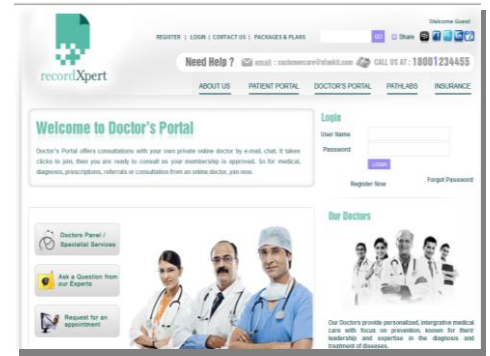 Welcome Guest
REGISTER | LOGIN | CONTACT US | PACKAGES & PLANS
GO
Share
recordXpert
Need Help ?
email : customercare@
CALL US AT : 18001234455
ABOUT US
PATIENT PORTAL
DOCTOR'S PORTAL
PATHLABS
INSURANCE
Welcome to Doctor's Portal
Doctor's Portal offers consultations with your own private online doctor by e-mail, chat. It takes
clicks to join, then you are ready to consult as your membership is approved. So for medical,
diagnosis, prescriptions, referrals or consultation from an online doctor, join now.
Login
User Name
Password
LOGIN
Register Now
Forgot Password
Doctors Panel /
Specialist Services
Ask a Question from
our Experts
Request for an
appointment
Our Doctors
Our Doctors provide personalized, intergrative medical
care with focus on prevention, known for their
leadership and expertise in the diagnosis and
treatment of diseases.